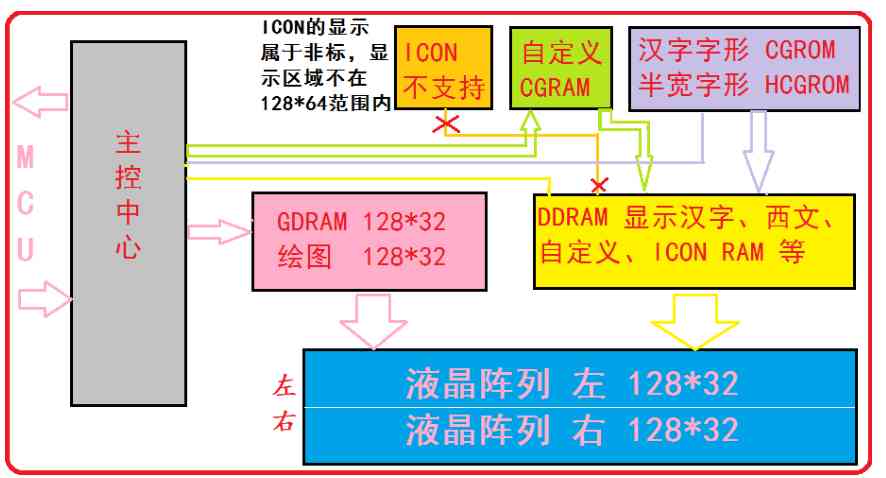 ICON的显示
属于非标，显
示区域不在
128*64范围内
ICON
不支持
自定义
CGRAM
汉字字形 CGROM
半宽字形 HCGROM
主
控
中
心
M
C
U
GDRAM 128*32
绘图 128*32
DDRAM 显示汉字、西文、
自定义、ICON RAM 等
左
右
液晶阵列 左 128*32
液晶阵列 右 128*32